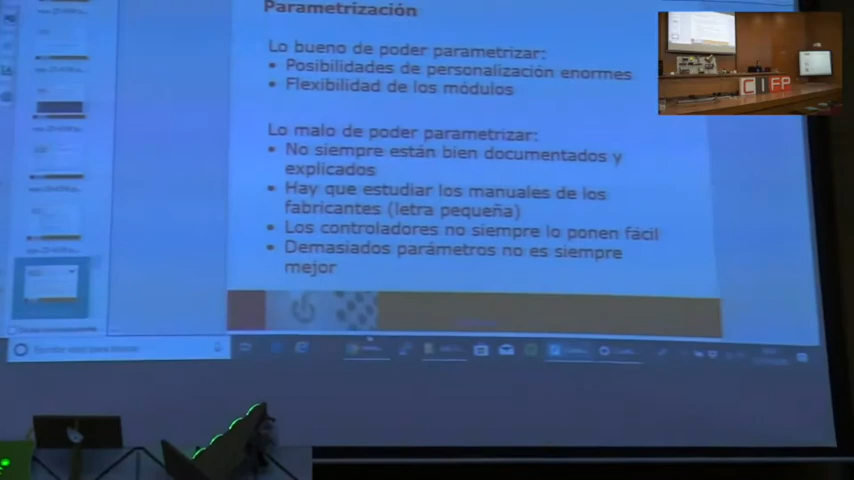 Parametrización
Lo bueno de poder parametrizar:
• Posibilidades de personalización enormes
• Flexibilidad de los módulos
Lo malo de poder parametrizar:
• No siempre están bien documentados y
explicados
• Hay que estudiar los manuales de los
fabricantes (letra pequeña)
• Los controladores no siempre lo ponen fácil
• Demasiados parámetros no es siempre
mejor
CIFP